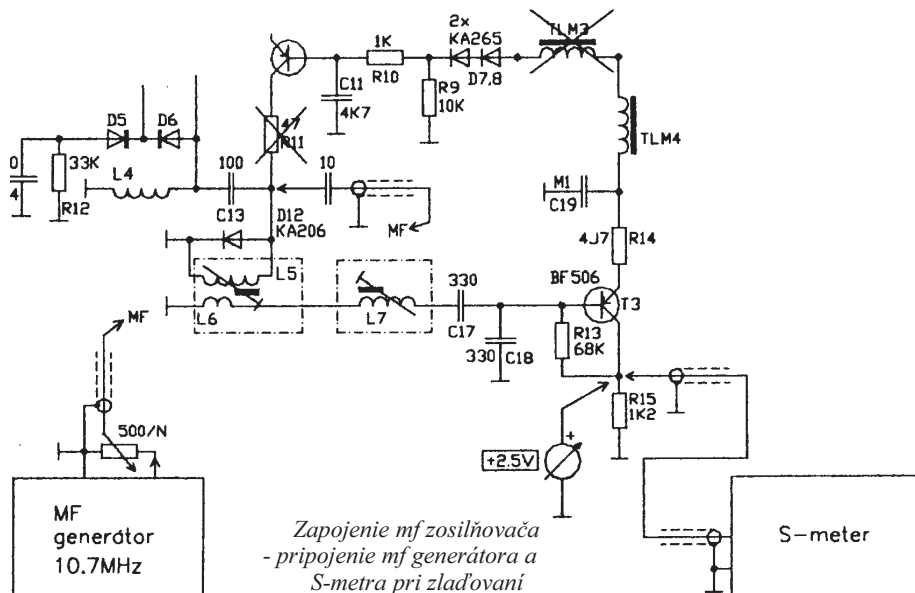 2x
KA265
TLM3
1K
R10
D7,8
C11
4K7
R9
10K
47
R11
TLM4
D5
D6
0
4
33K
R12
L4
100
C13
10
MF
M1
C19
D12
KA206
4J7
R14
L5
L6
L7
330
C17
BF506
T3
330
C18
R13
68K
R15
1K2
MF
500/N
+
+2.5V
MF
generátor
10.7MHz
Zapojenie mf zosilňovača
- pripojenie mf generátora a
S-metra pri zlaďovaní
S-meter